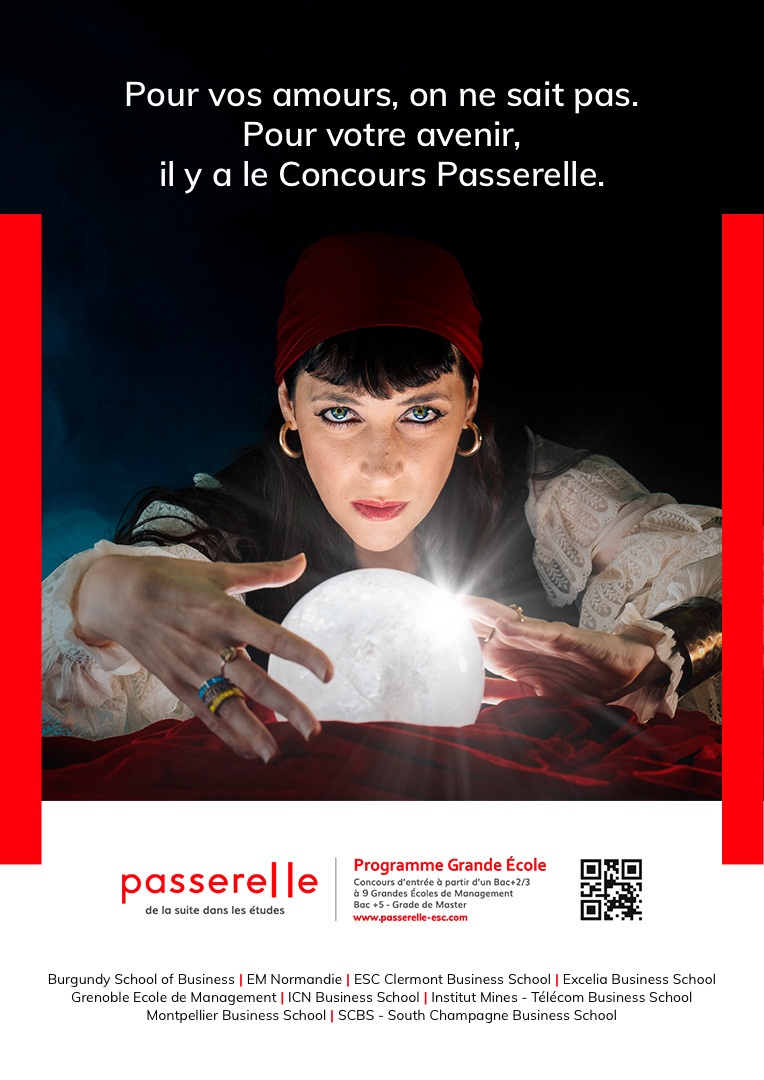 Pour vos amours, on ne sait pas.
Pour votre avenir,
il y a le Concours Passerelle.
passerelle
de la suite dans les études
Programme Grande École
Concours d'entrée à partir d'un Bac+2/3
à 9 Grandes Écoles de Management
Bac +5 - Grade de Master
www.passerelle-esc.com
Burgundy School of Business | EM Normandie | ESC Clermont Business School | Excelia Business School
Grenoble Ecole de Management | ICN Business School | Institut Mines - Télécom Business School
Montpellier Business School | SCBS - South Champagne Business School